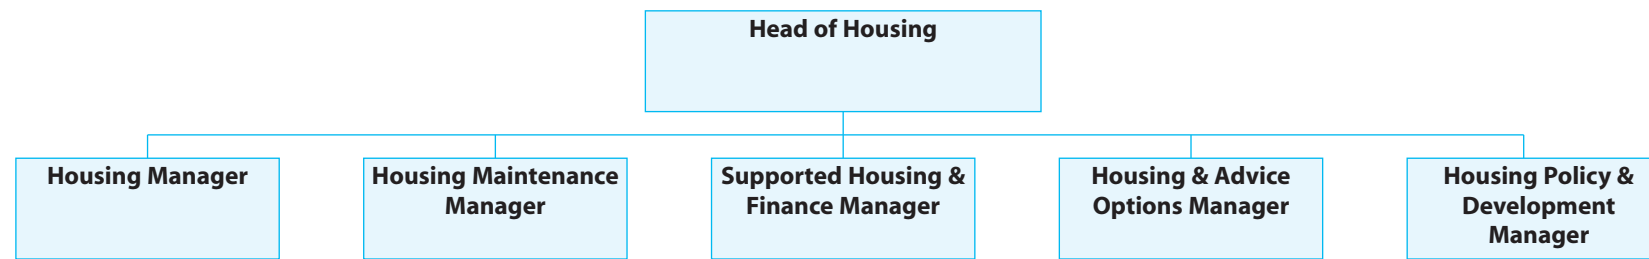 Head of Housing
Housing Manager
Housing Maintenance
Manager
Supported Housing &
Finance Manager
Housing & Advice
Options Manager
Housing Policy &
Development
Manager